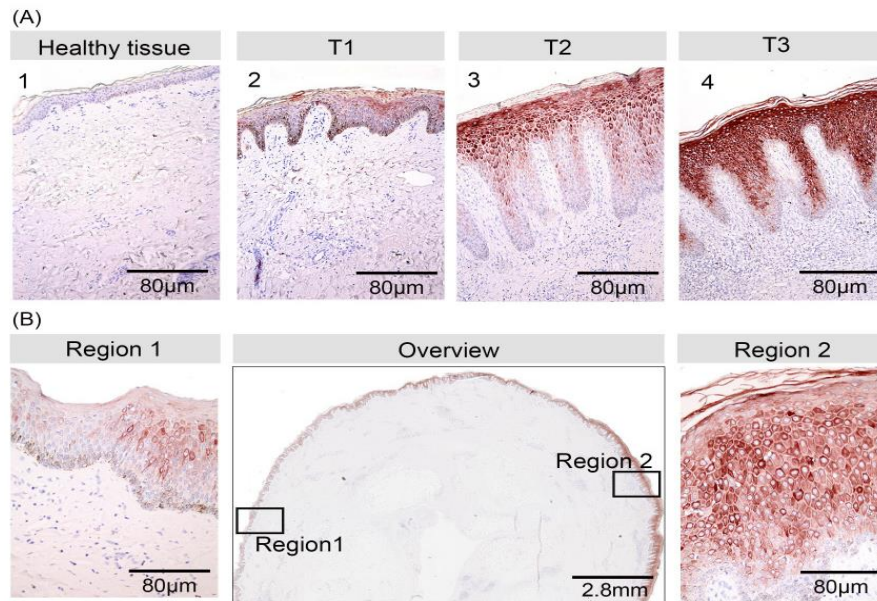 (A)
Healthy tissue
T1
T2
T3
1
2
3
4
80µm
80µm
80µm
80µm
(B)
Region 1
Overview
Region 2
Region 2
Region1
80µm
2.8mm
80µm